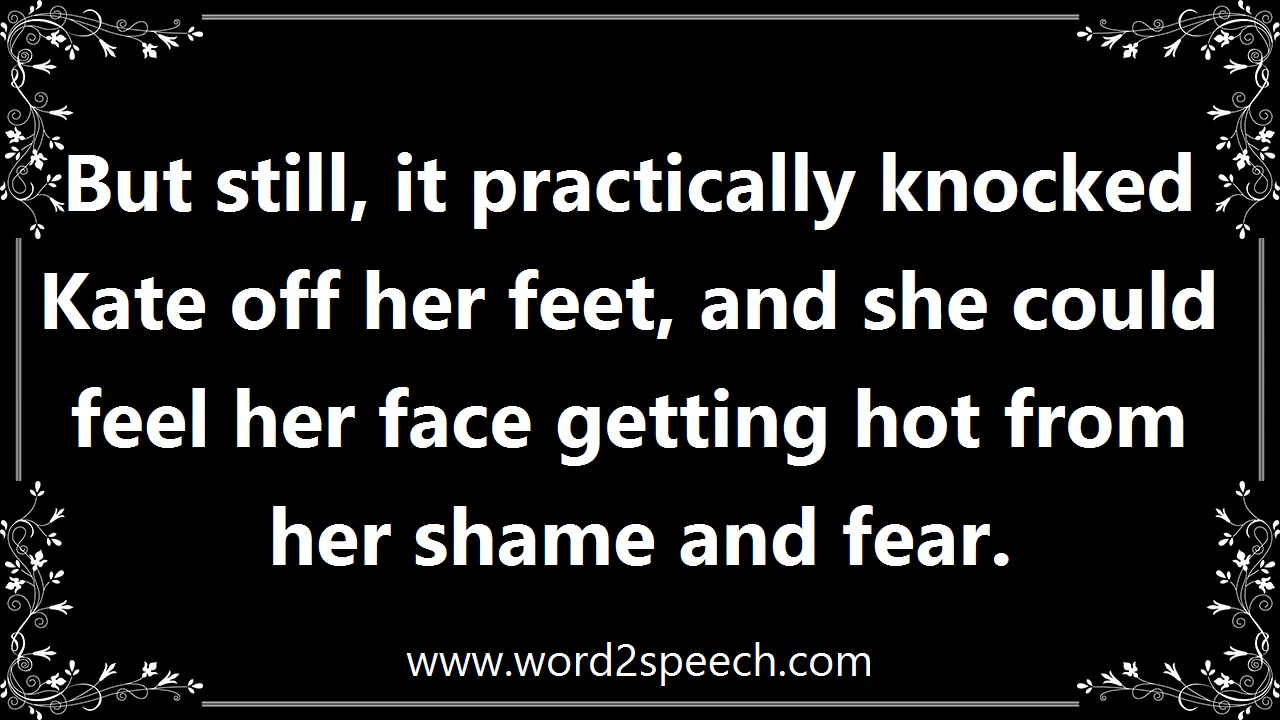 But still, it practically knocked
Kate off her feet, and she could
feel her face getting hot from
her shame and fear.
www.word2speech.com